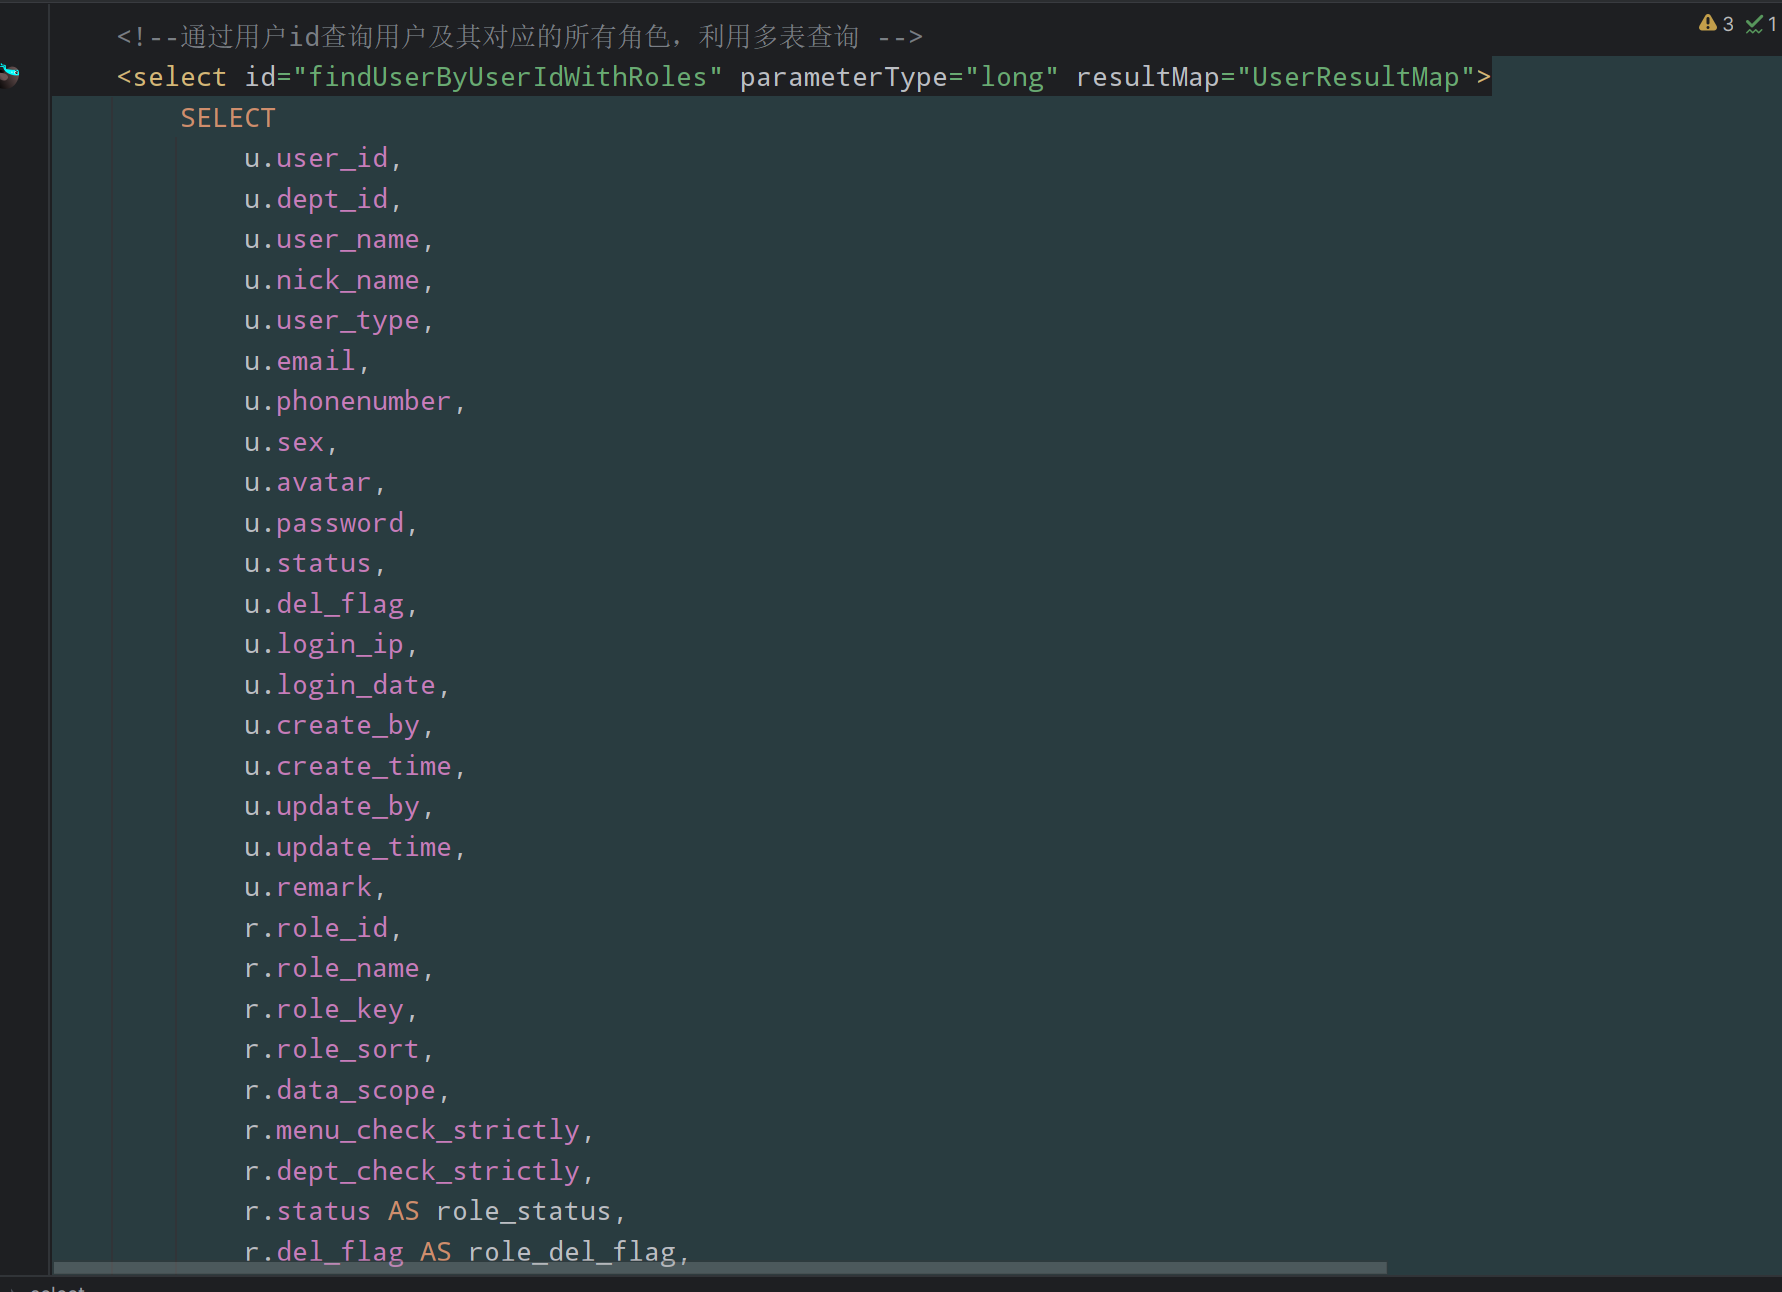 <!--通过用户id查询用户及其对应的所有角色，利用多表查询 -->
3 1
<select id="findUserByUserIdWithRoles" parameterType="long" resultMap="UserResultMap">
SELECT
u.user_id,
u.dept_id,
u.user_name,
u.nick_name,
u.user_type,
u.email,
u.phonenumber,
u.sex,
u.avatar,
u.password,
u.status,
u.del_flag,
u.login_ip,
u.login_date,
u.create_by,
u.create_time,
u.update_by,
u.update_time,
u.remark,
r.role_id,
r.role_name,
r.role_key,
r.role_sort,
r.data_scope,
r.menu_check_strictly,
r.dept_check_strictly,
r.status AS role_status,
r.del_flag AS role_del_flag,
select